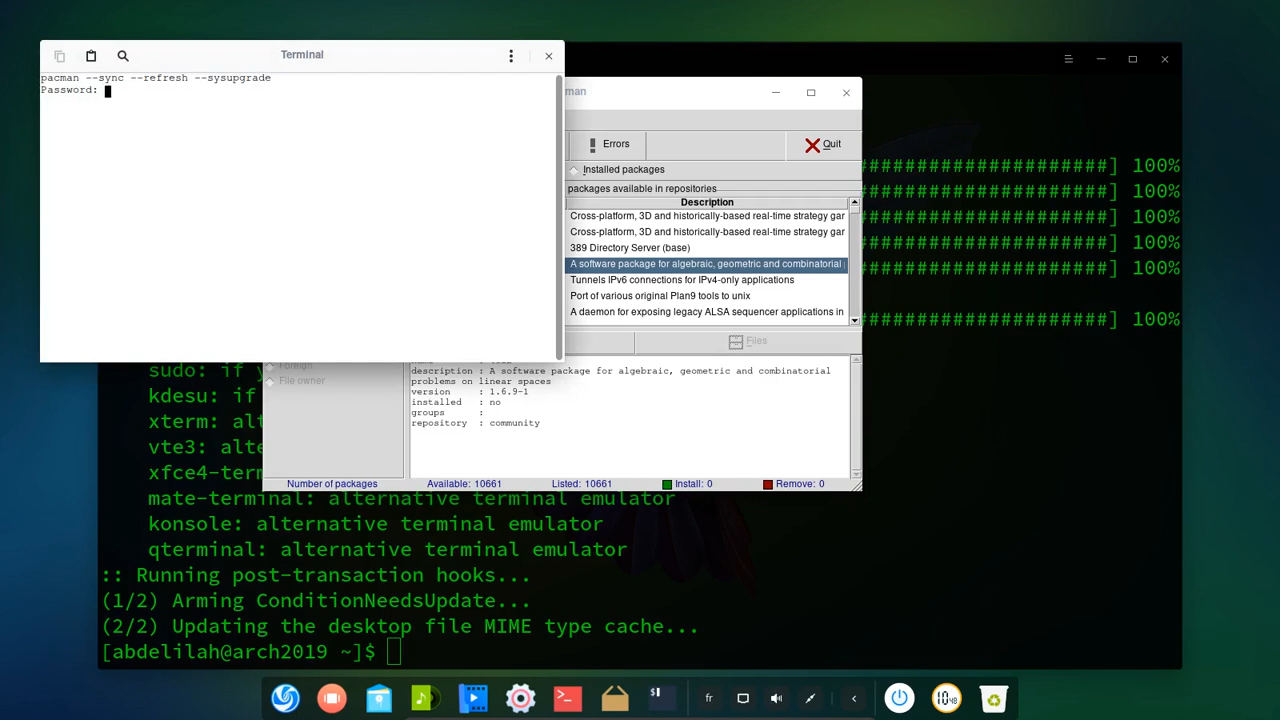 Terminal
pacman --sync --refresh --sysupgrade
Password:
man
Errors
Quit
Installed packages
packages available in repositories
Description
Cross-platform, 3D and historically-based real-time strategy gar
Cross-platform, 3D and historically-based real-time strategy gar
389 Directory Server (base)
A software package for algebraic, geometric and combinatorial
Tunnels IPv6 connections for IPv4-only applications
Port of various original Plan9 tools to unix
A daemon for exposing legacy ALSA sequencer applications in
Files
Foreign
File owner
description : A software package for algebraic, geometric and combinatorial
problems on linear spaces
version : 1.6.9-1
installed : no
groups :
repository : community
Number of packages
Available: 10661
Listed: 10661
Install: 0
Remove: 0
#####################] 100%
#####################] 100%
#####################] 100%
#####################] 100%
#####################] 100%
#####################] 100%
sudo: if y
kdesu: if
xterm: alt
vte3: alte
xfce4-term
mate-terminal: alternative terminal emulator
konsole: alternative terminal emulator
qterminal: alternative terminal emulator
:: Running post-transaction hooks...
(1/2) Arming ConditionNeedsUpdate...
(2/2) Updating the desktop file MIME type cache...
[abdelilah@arch2019 ~]$
fr